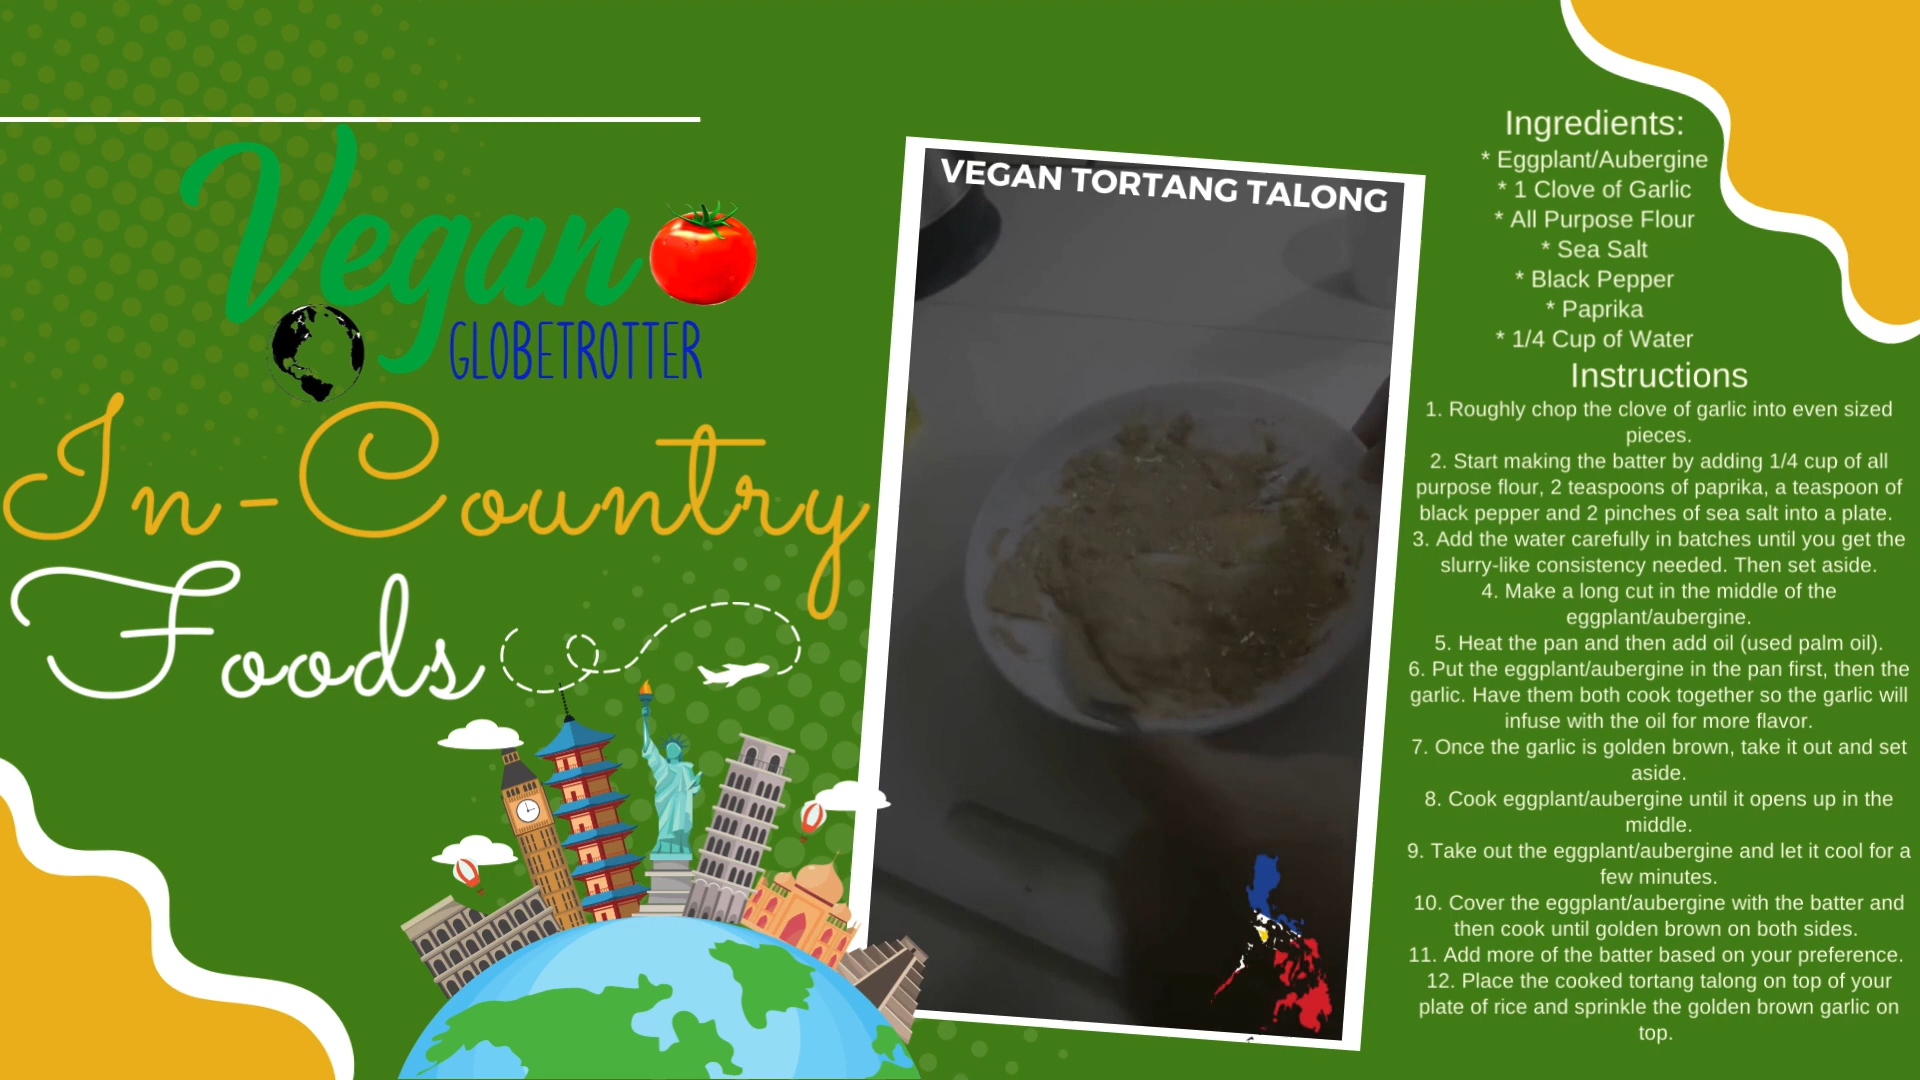 Vegan
GLOBETROTTER
In-Country
Foods
VEGAN TORTANG TALONG
Ingredients:
* Eggplant/Aubergine
* 1 Clove of Garlic
* All Purpose Flour
* Sea Salt
* Black Pepper
* Paprika
* 1/4 Cup of Water
Instructions
1. Roughly chop the clove of garlic into even sized
pieces.
2. Start making the batter by adding 1/4 cup of all
purpose flour, 2 teaspoons of paprika, a teaspoon of
black pepper and 2 pinches of sea salt into a plate.
3. Add the water carefully in batches until you get the
slurry-like consistency needed. Then set aside.
4. Make a long cut in the middle of the
eggplant/aubergine.
5. Heat the pan and then add oil (used palm oil).
6. Put the eggplant/aubergine in the pan first, then the
garlic. Have them both cook together so the garlic will
infuse with the oil for more flavor.
7. Once the garlic is golden brown, take it out and set
aside.
8. Cook eggplant/aubergine until it opens up in the
middle.
9. Take out the eggplant/aubergine and let it cool for a
few minutes.
10. Cover the eggplant/aubergine with the batter and
then cook until golden brown on both sides.
11. Add more of the batter based on your preference.
12. Place the cooked tortang talong on top of your
plate of rice and sprinkle the golden brown garlic on
top.